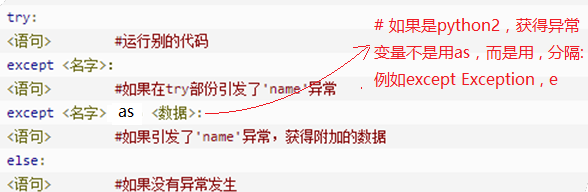 try:
<语句>        #运行别的代码
except <名字>:
<语句>        #如果在try部份引发了'name'异常
except <名字> as <数据>:
<语句>        #如果引发了'name'异常，获得附加的数据
else:
<语句>        #如果没有异常发生
# 如果是python2，获得异常
变量不是用as，而是用 , 分隔:
例如except Exception，e